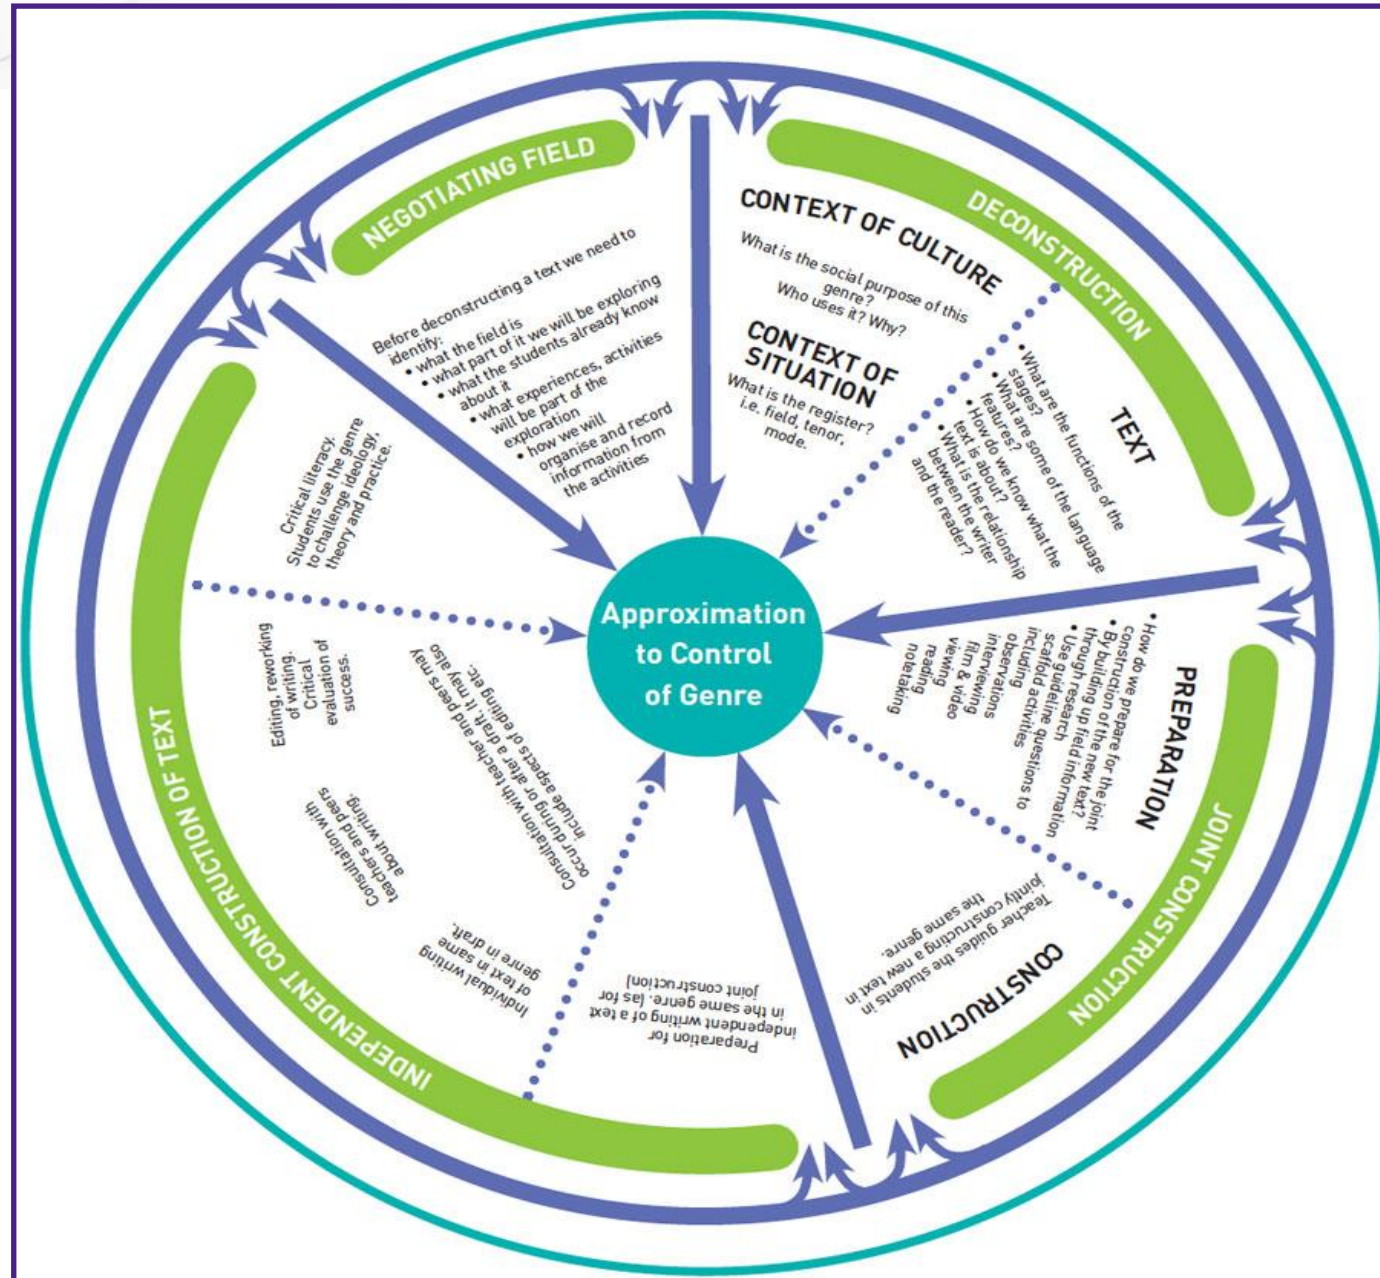 NEGOTIATING FIELD
Before deconstructing a text we need to
identify:
• what the field is
• what part of it we will be exploring
• what the students already know
about it
• what experiences, activities
will be part of the
exploration
• how we will
organise and record
information from
the activities
DECONSTRUCTION
CONTEXT OF CULTURE
What is the social purpose of this
genre?
Who uses it? Why?
CONTEXT OF
SITUATION
What is the register?
i.e. field, tenor,
mode.
TEXT
• What are the functions of the
stages?
• What are some of the language
features?
• How do we know what the
text is about?
• What is the relationship
between the writer
and the reader?
JOINT CONSTRUCTION
PREPARATION
• How do we prepare for the joint
construction of the new text?
• By building up field information
through research
• Use guideline questions to
scaffold activities
including
observations
interviewing
film & video
viewing
reading
notetaking
CONSTRUCTION
Teacher guides the students in
jointly constructing a new text in
the same genre.
INDEPENDENT CONSTRUCTION OF TEXT
Preparation for
independent writing of a text
in the same genre. (as for
joint construction)
Individual writing
of text in same
genre in draft.
Consultation with
teachers and peers
about writing.
Consultation with teacher and peers may
occur during or after a draft. It may also
include aspects of editing etc.
Editing, reworking
of writing.
Critical
evaluation of
success.
Critical literacy.
Students use the genre
to challenge ideology,
theory and practice.
Approximation
to Control
of Genre